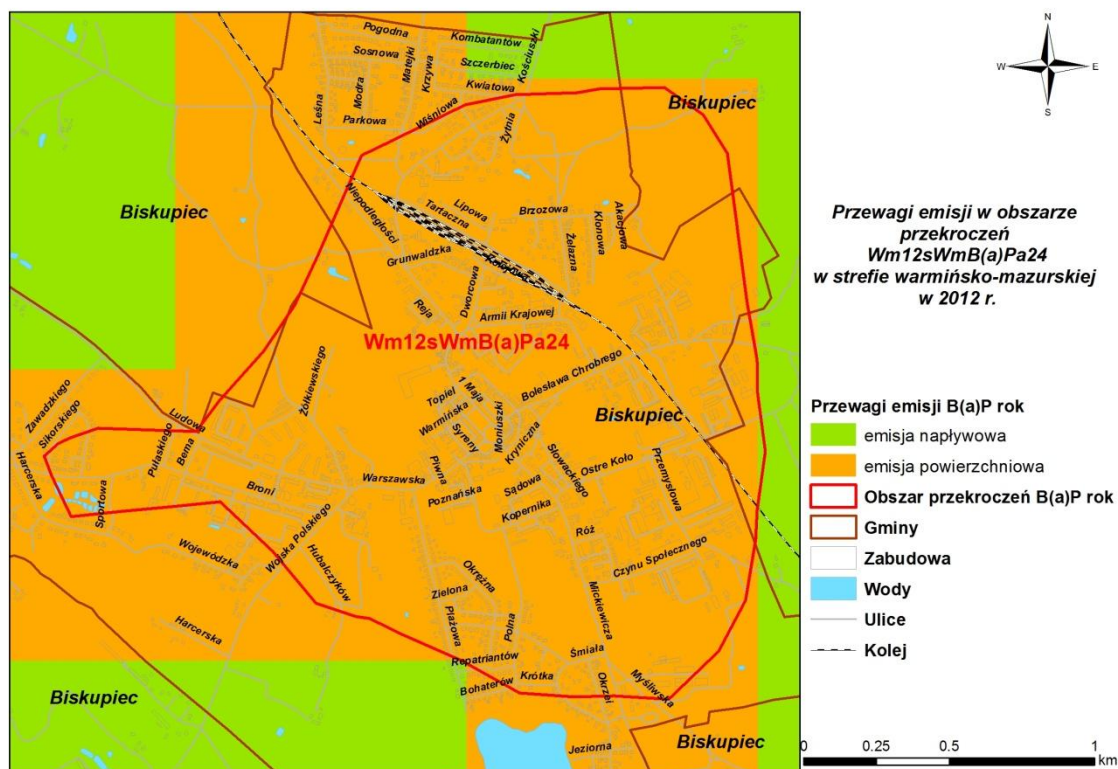 Pogodna
Kombatantów
Kościuszki
Sosnowa
Matejki
Szczerbiec
Krzywa
Modra
Leśna
Kwiatowa
Parkowa
Wiśniowa
Żytnia
Biskupiec
Biskupiec
Niepodległości
Lipowa
Tartaczna
Brzozowa
Klonowa
Akacjowa
Żelazna
Grunwaldzka
Kolejowa
Dworcowa
Reja
Armii Krajowej
Wm12sWmB(a)Pa24
Żółkiewskiego
1 Maja
Topiel
Bolesława Chrobrego
Warmińska
Syreny
Moniuszki
Kryniczna
Biskupiec
Zawadzkiego
Sikorskiego
Ludowa
Pułaskiego
Bema
Harcerska
Sportowa
Broni
Warszawska
Piwna
Poznańska
Słowackiego
Ostre Koło
Przemysłowa
Sądowa
Kopernika
Róż
Czynu Społecznego
Wojewódzka
Wojska Polskiego
Hubalczyków
Okrężna
Zielona
Plażowa
Polna
Mickiewicza
Harcerska
Śmiała
Repatriantów
Krótka
Bohaterów
Okrzei
Myśliwska
Biskupiec
Biskupiec
Jeziorna
N
W
E
S
Przewagi emisji w obszarze
przekroczeń
Wm12sWmB(a)Pa24
w strefie warmińsko-mazurskiej
w 2012 r.
Przewagi emisji B(a)P rok
emisja napływowa
emisja powierzchniowa
Obszar przekroczeń B(a)P rok
Gminy
Zabudowa
Wody
Ulice
Kolej
0 0.25 0.5 1
km